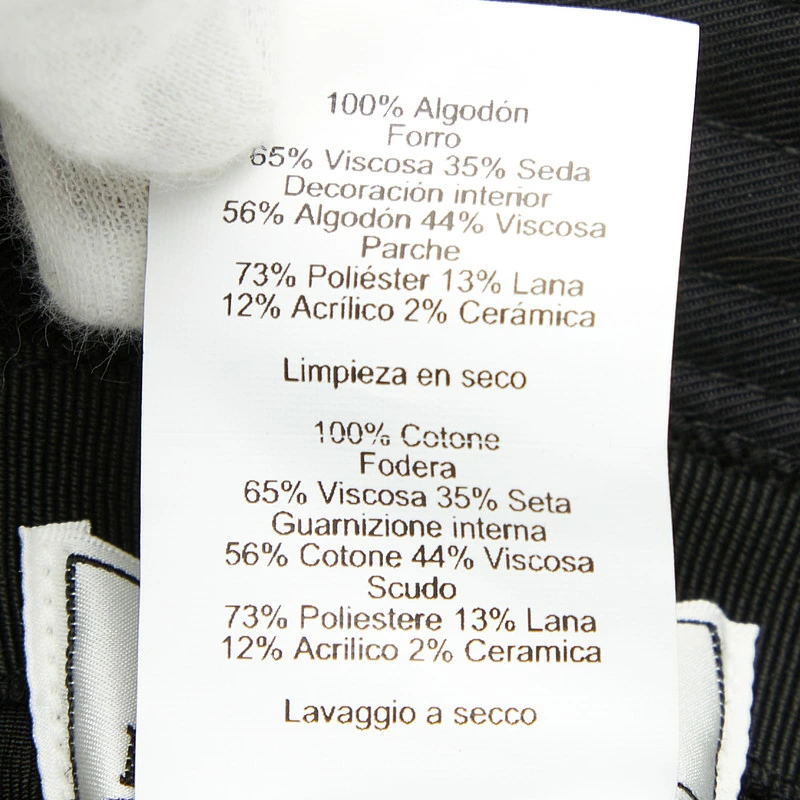 100% Algodón
Forro
65% Viscosa 35% Seda
Decoración interior
56% Algodón 44% Viscosa
Parche
73% Poliéster 13% Lana
12% Acrílico 2% Cerámica
Limpieza en seco
100% Cotone
Fodera
65% Viscosa 35% Seta
Guarnizione interna
56% Cotone 44% Viscosa
Scudo
73% Poliestere 13% Lana
12% Acrilico 2% Ceramica
Lavaggio a secco